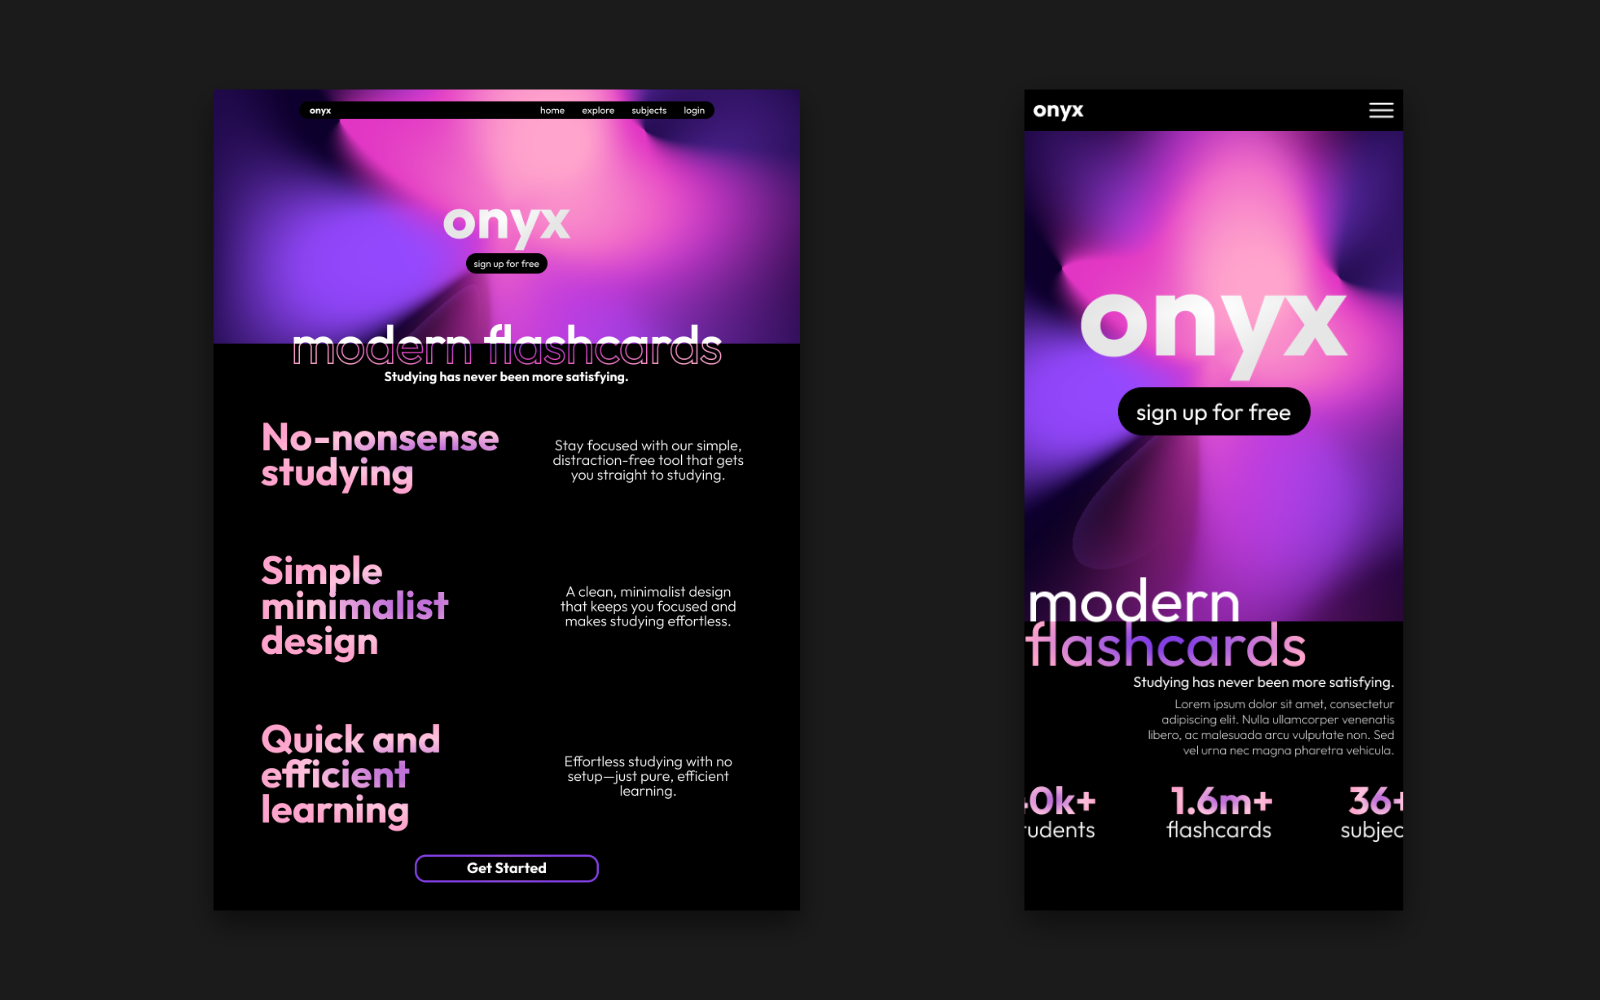 onyx
home explore subjects login
onyx
sign up for free
modern flashcards
Studying has never been more satisfying.
No-nonsense
studying
Stay focused with our simple,
distraction-free tool that gets
you straight to studying.
Simple
minimalist
design
A clean, minimalist design
that keeps you focused and
makes studying effortless.
Quick and
efficient
learning
Effortless studying with no
setup—just pure, efficient
learning.
Get Started
onyx
onyx
sign up for free
modern
flashcards
Studying has never been more satisfying.
Lorem ipsum dolor sit amet, consectetur
adipiscing elit. Nulla ullamcorper venenatis
libero, ac malesuada arcu vulputate non. Sed
vel urna nec magna pharetra vehicula.
0k+ 1.6m+ 36+
udents flashcards subjec